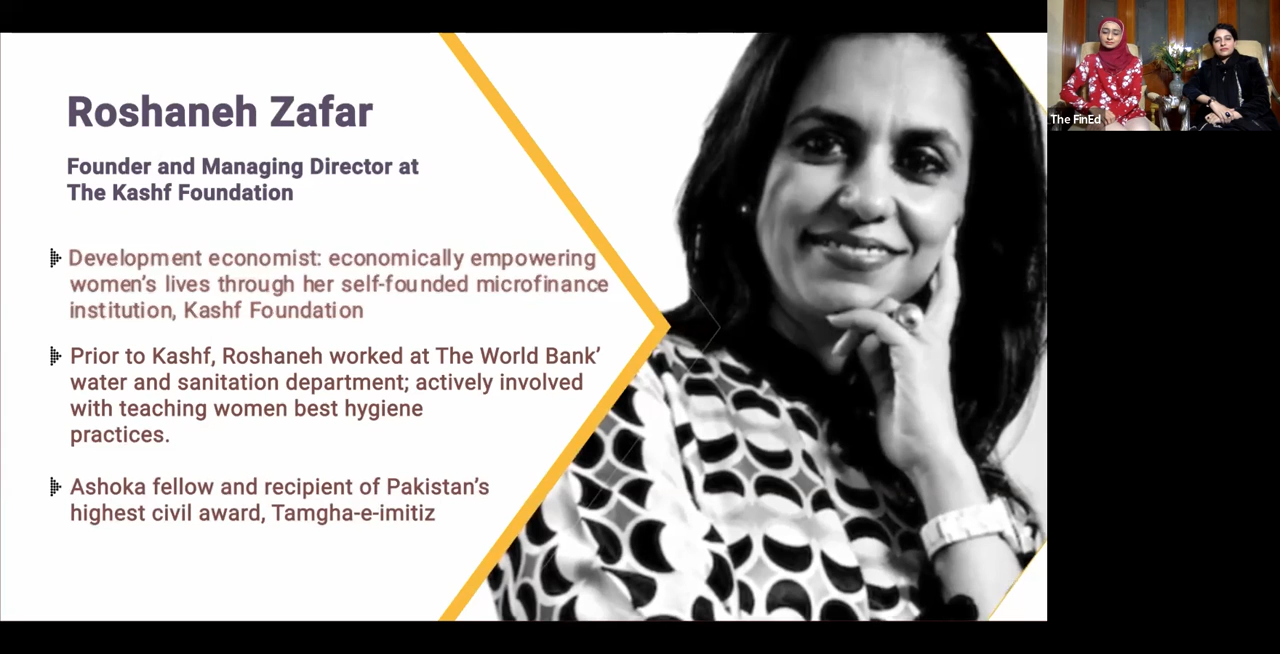 Roshaneh Zafar
Founder and Managing Director at
The Kashf Foundation
Development economist: economically empowering
women's lives through her self-founded microfinance
institution, Kashf Foundation
Prior to Kashf, Roshaneh worked at The World Bank'
water and sanitation department; actively involved
with teaching women best hygiene
practices.
Ashoka fellow and recipient of Pakistan's
highest civil award, Tamgha-e-imitiz
The FinEd